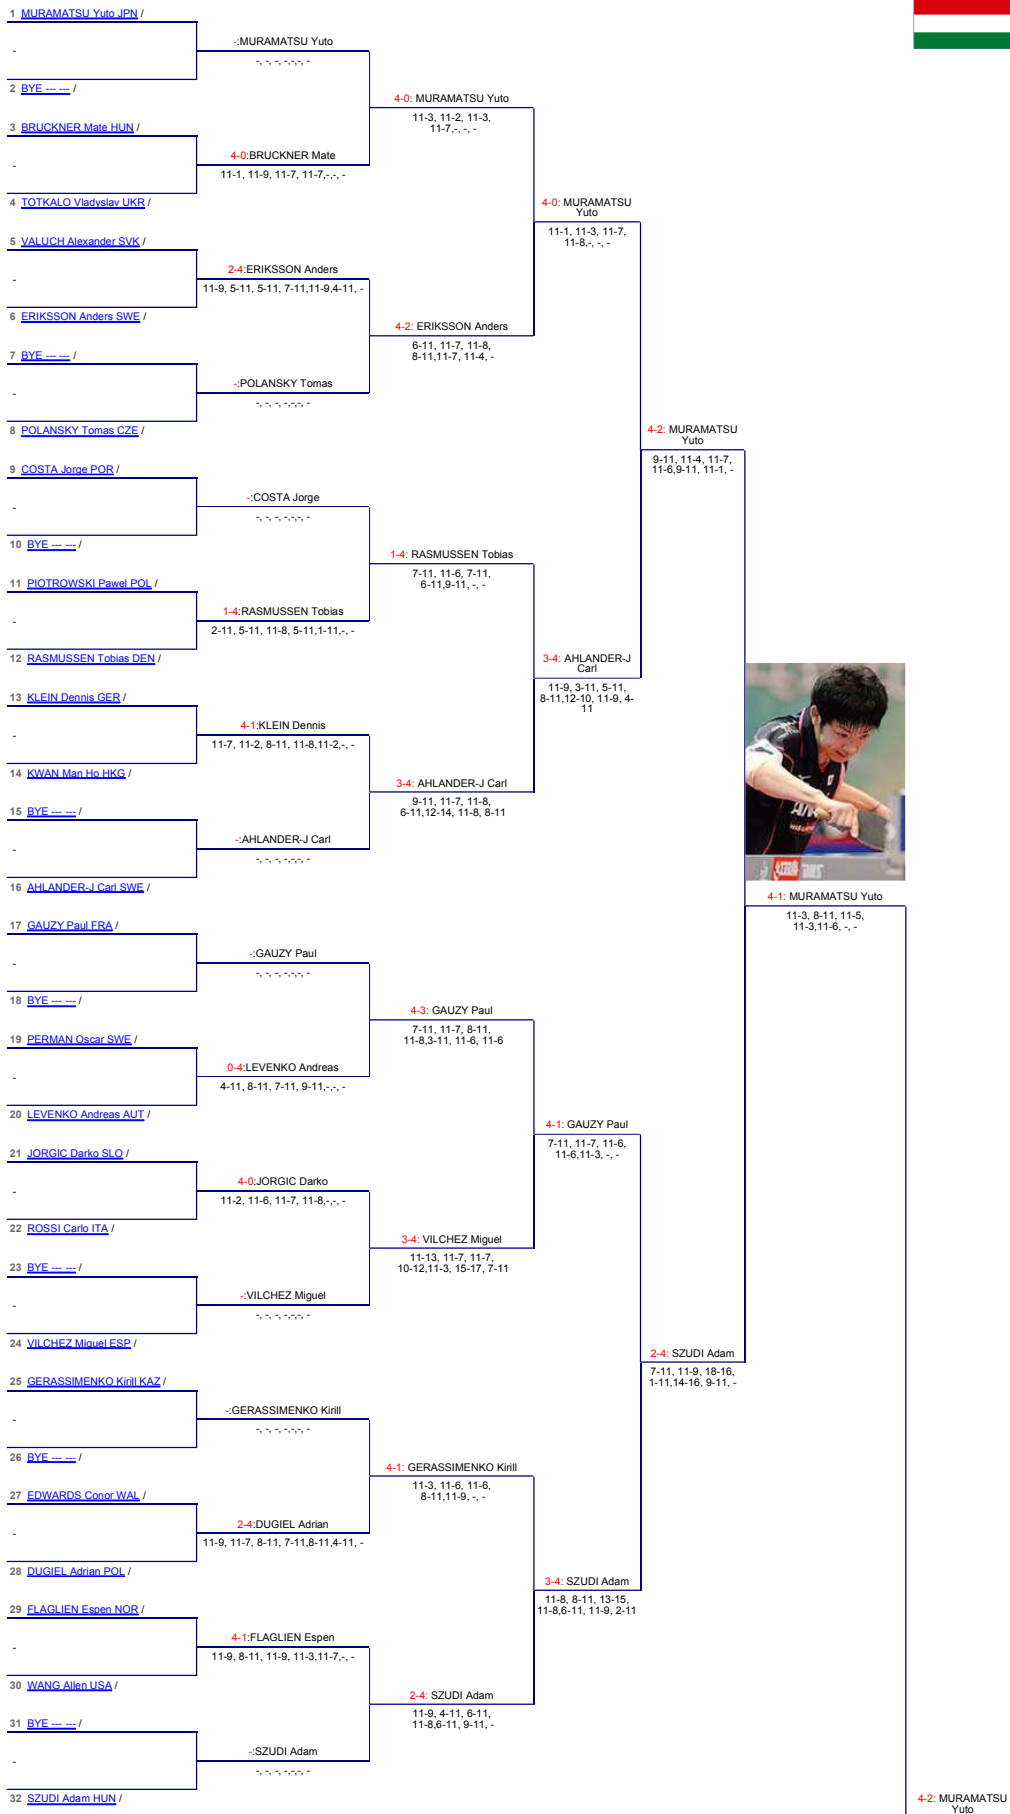 1 MURAMATSU Yuto JPN /
-
2 BYE --- --- /
3 BRUCKNER Mate HUN /
-
4 TOTKALO Vladyslav UKR /
5 VALUCH Alexander SVK /
-
6 ERIKSSON Anders SWE /
7 BYE --- --- /
-
8 POLANSKY Tomas CZE /
9 COSTA Jorge POR /
-
10 BYE --- --- /
11 PIOTROWSKI Pawel POL /
-
12 RASMUSSEN Tobias DEN /
13 KLEIN Dennis GER /
-
14 KWAN Man Ho HKG /
15 BYE --- --- /
-
16 AHLANDER-J Carl SWE /
17 GAUZY Paul FRA /
-
18 BYE --- --- /
19 PERMAN Oscar SWE /
-
20 LEVENKO Andreas AUT /
21 JORGIC Darko SLO /
-
22 ROSSI Carlo ITA /
23 BYE --- --- /
-
24 VILCHEZ Miguel ESP /
25 GERASSIMENKO Kirill KAZ /
-
26 BYE --- --- /
27 EDWARDS Conor WAL /
-
28 DUGIEL Adrian POL /
29 FLAGLIEN Espen NOR /
-
30 WANG Allen USA /
31 BYE --- --- /
-
32 SZUDI Adam HUN /
-:MURAMATSU Yuto
-, -, -, -,-,-, -
4-0:BRUCKNER Mate
11-1, 11-9, 11-7, 11-7,-,-, -
2-4:ERIKSSON Anders
11-9, 5-11, 5-11, 7-11,11-9,4-11, -
-:POLANSKY Tomas
-, -, -, -,-,-, -
-:COSTA Jorge
-, -, -, -,-,-, -
1-4:RASMUSSEN Tobias
2-11, 5-11, 11-8, 5-11,1-11,-, -
4-1:KLEIN Dennis
11-7, 11-2, 8-11, 11-8,11-2,-, -
-:AHLANDER-J Carl
-, -, -, -,-,-, -
-:GAUZY Paul
-, -, -, -,-,-, -
0-4:LEVENKO Andreas
4-11, 8-11, 7-11, 9-11,-,-, -
4-0:JORGIC Darko
11-2, 11-6, 11-7, 11-8,-,-, -
-:VILCHEZ Miguel
-, -, -, -,-,-, -
-:GERASSIMENKO Kirill
-, -, -, -,-,-, -
2-4:DUGIEL Adrian
11-9, 11-7, 8-11, 7-11,8-11,4-11, -
4-1:FLAGLIEN Espen
11-9, 8-11, 11-9, 11-3,11-7,-, -
-:SZUDI Adam
-, -, -, -,-,-, -
4-0: MURAMATSU Yuto
11-3, 11-2, 11-3,
11-7,-, -, -
4-2: ERIKSSON Anders
6-11, 11-7, 11-8,
8-11,11-7, 11-4, -
1-4: RASMUSSEN Tobias
7-11, 11-6, 7-11,
6-11,9-11, -, -
3-4: AHLANDER-J Carl
9-11, 11-7, 11-8,
6-11,12-14, 11-8, 8-11
4-3: GAUZY Paul
7-11, 11-7, 8-11,
11-8,3-11, 11-6, 11-6
3-4: VILCHEZ Miguel
11-13, 11-7, 11-7,
10-12,11-3, 15-17, 7-11
4-1: GERASSIMENKO Kirill
11-3, 11-6, 11-6,
8-11,11-9, -, -
2-4: SZUDI Adam
11-9, 4-11, 6-11,
11-8,6-11, 9-11, -
4-0: MURAMATSU
Yuto
11-1, 11-3, 11-7,
11-8,-, -, -
3-4: AHLANDER-J
Carl
11-9, 3-11, 5-11,
8-11,12-10, 11-9, 4-
11
4-1: GAUZY Paul
7-11, 11-7, 11-6,
11-6,11-3, -, -
3-4: SZUDI Adam
11-8, 8-11, 13-15,
11-8,6-11, 11-9, 2-11
4-2: MURAMATSU
Yuto
9-11, 11-4, 11-7,
11-6,9-11, 11-1, -
2-4: SZUDI Adam
7-11, 11-9, 18-16,
1-11,14-16, 9-11, -
4-1: MURAMATSU Yuto
11-3, 8-11, 11-5,
11-3,11-6, -, -
4-2: MURAMATSU
Yuto